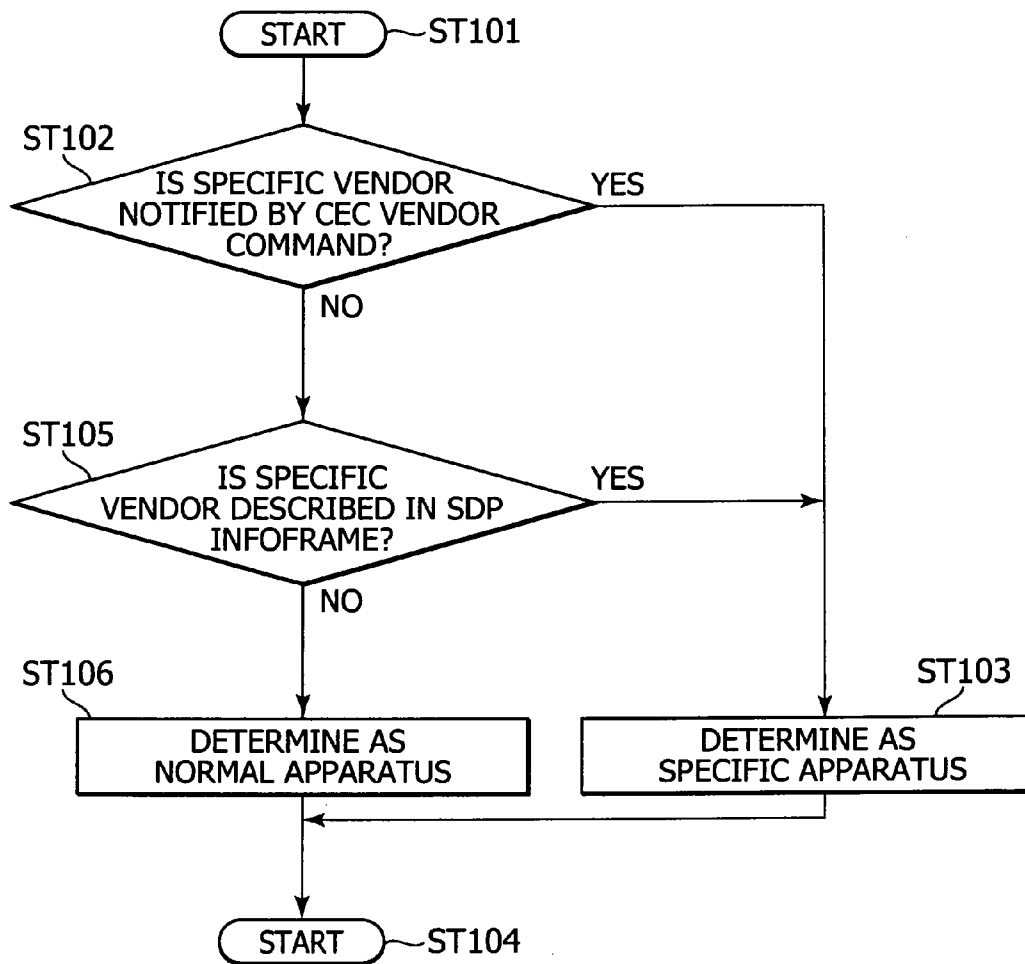 START
ST101
ST102
IS SPECIFIC VENDOR
NOTIFIED BY CEC VENDOR
COMMAND?
YES
NO
ST105
IS SPECIFIC
VENDOR DESCRIBED IN SDP
INFOFRAME?
YES
NO
ST106
DETERMINE AS
NORMAL APPARATUS
ST103
DETERMINE AS
SPECIFIC APPARATUS
START
ST104